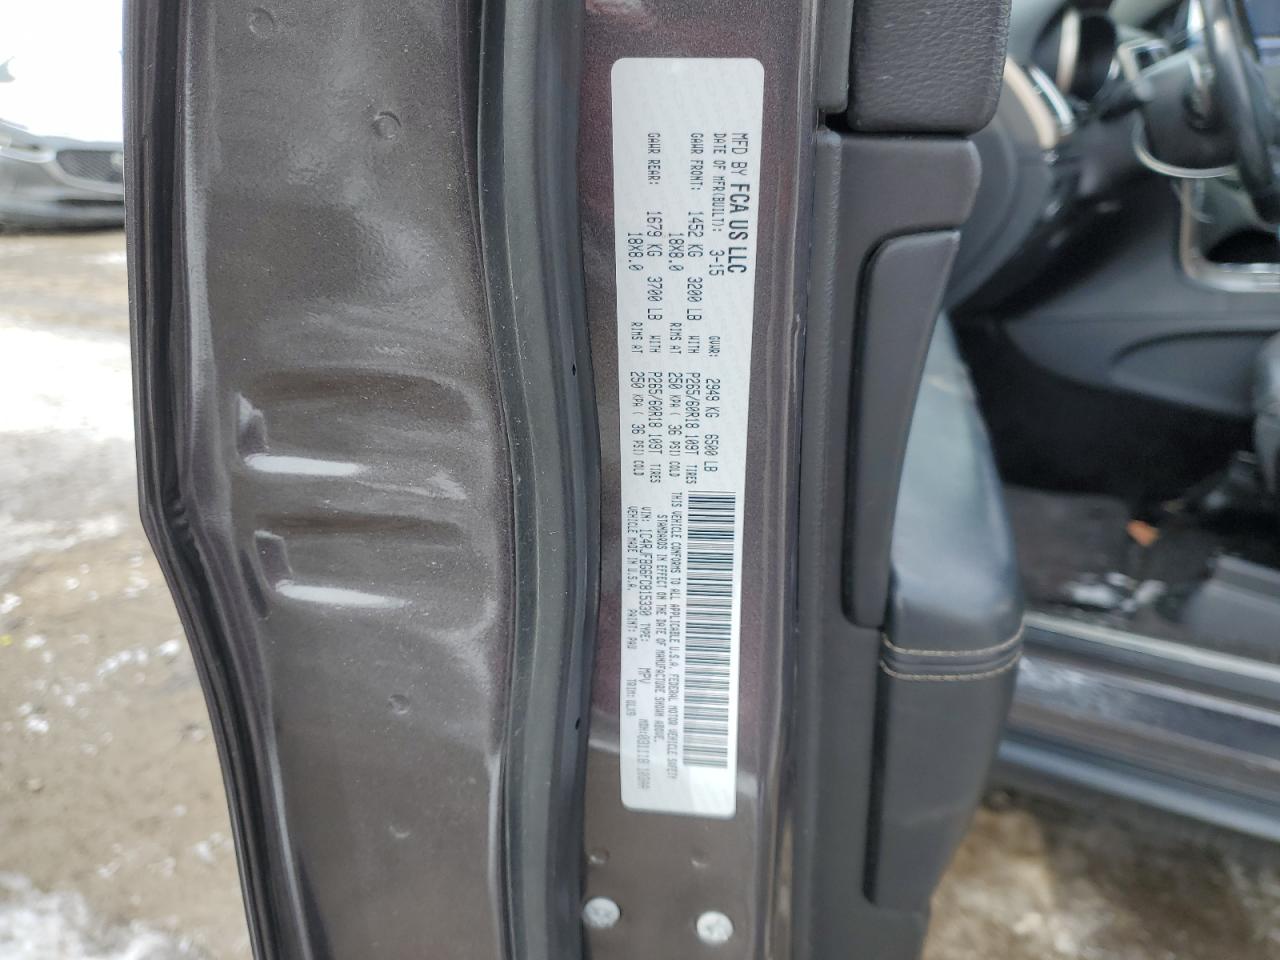 MFD BY FCA US LLC
DATE OF MFR(BUILT): 3-15 GVWR: 2949 KG 6500 LB
GAWR FRONT: 1452 KG 3200 LB WITH P265/60R18 109T TIRES
18X8.0 RIMS AT 250 KPA ( 36 PSI) COLD
GAWR REAR: 1679 KG 3700 LB WITH P265/60R18 109T TIRES
18X8.0 RIMS AT 250 KPA ( 36 PSI) COLD
THIS VEHICLE CONFORMS TO ALL APPLICABLE U.S.A. FEDERAL MOTOR VEHICLE SAFETY
STANDARDS IN EFFECT ON THE DATE OF MANUFACTURE SHOWN ABOVE.
VIN: 1C4RJFBG6FC815330 TYPE: MPV MDH:
VEHICLE MADE IN U.S.A. PAINT: PAU TRIM: